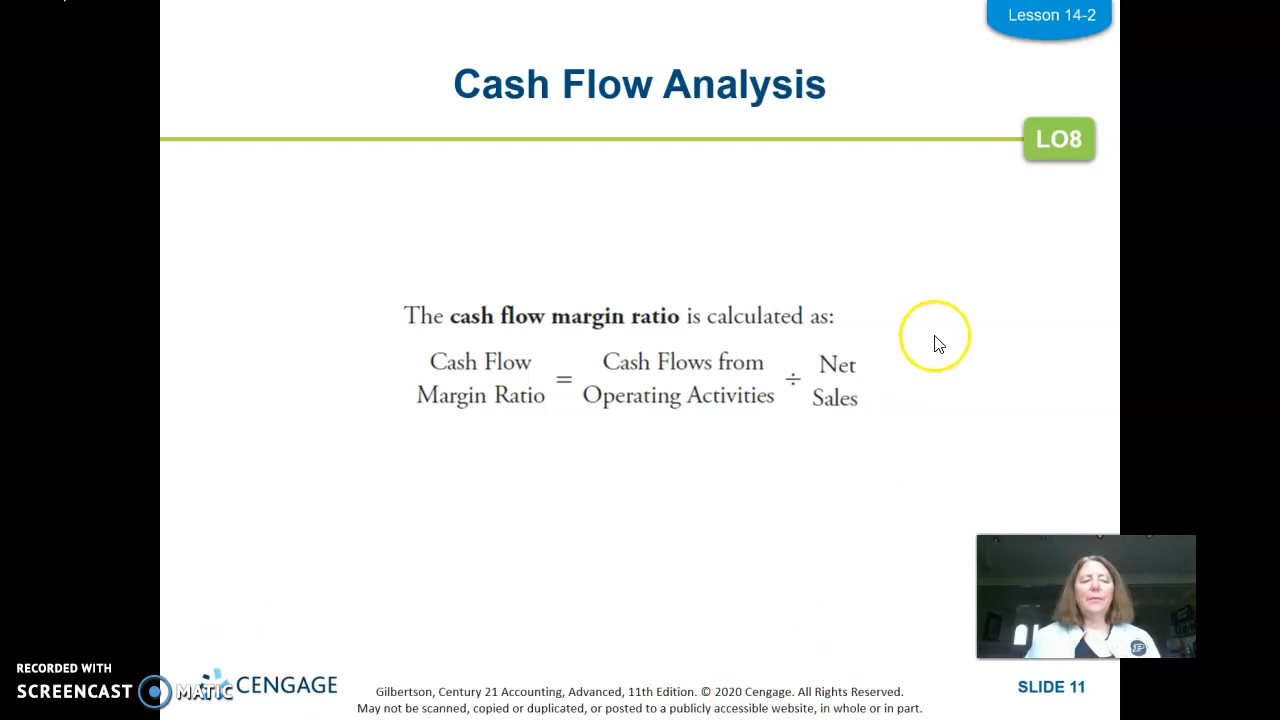 Lesson 14-2
Cash Flow Analysis
LO8
The cash flow margin ratio is calculated as:
Cash Flow Margin Ratio = Cash Flows from Operating Activities ÷ Net Sales
RECORDED WITH
SCREENCAST MATIC
CENGAGE
Gilbertson, Century 21 Accounting, Advanced, 11th Edition. © 2020 Cengage. All Rights Reserved.
May not be scanned, copied or duplicated, or posted to a publicly accessible website, in whole or in part.
SLIDE 11
P